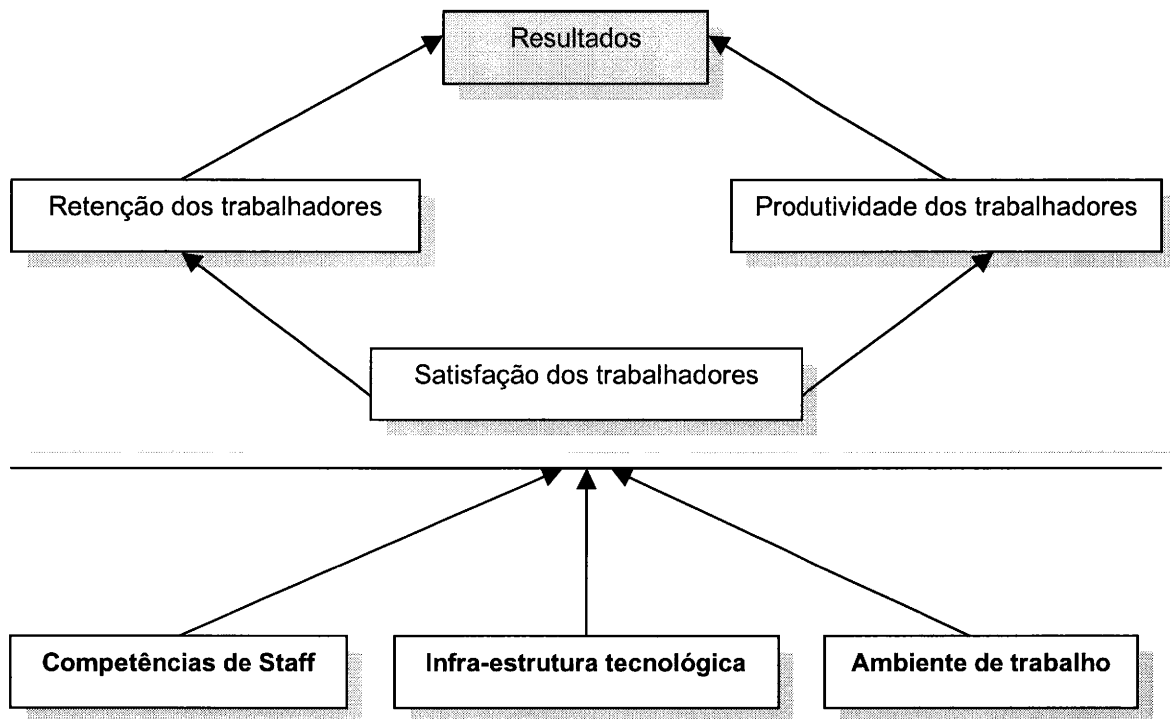 Resultados
Retenção dos trabalhadores
Produtividade dos trabalhadores
Satisfação dos trabalhadores
Competências de Staff
Infra-estrutura tecnológica
Ambiente de trabalho